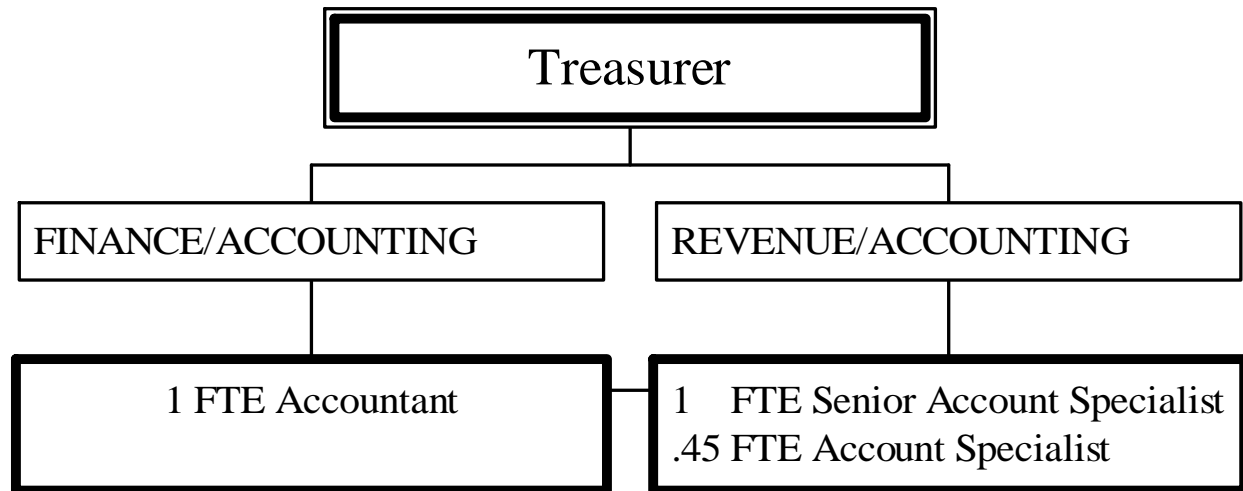 Treasurer
FINANCE/ACCOUNTING
REVENUE/ACCOUNTING
1 FTE Accountant
1 FTE Senior Account Specialist
.45 FTE Account Specialist